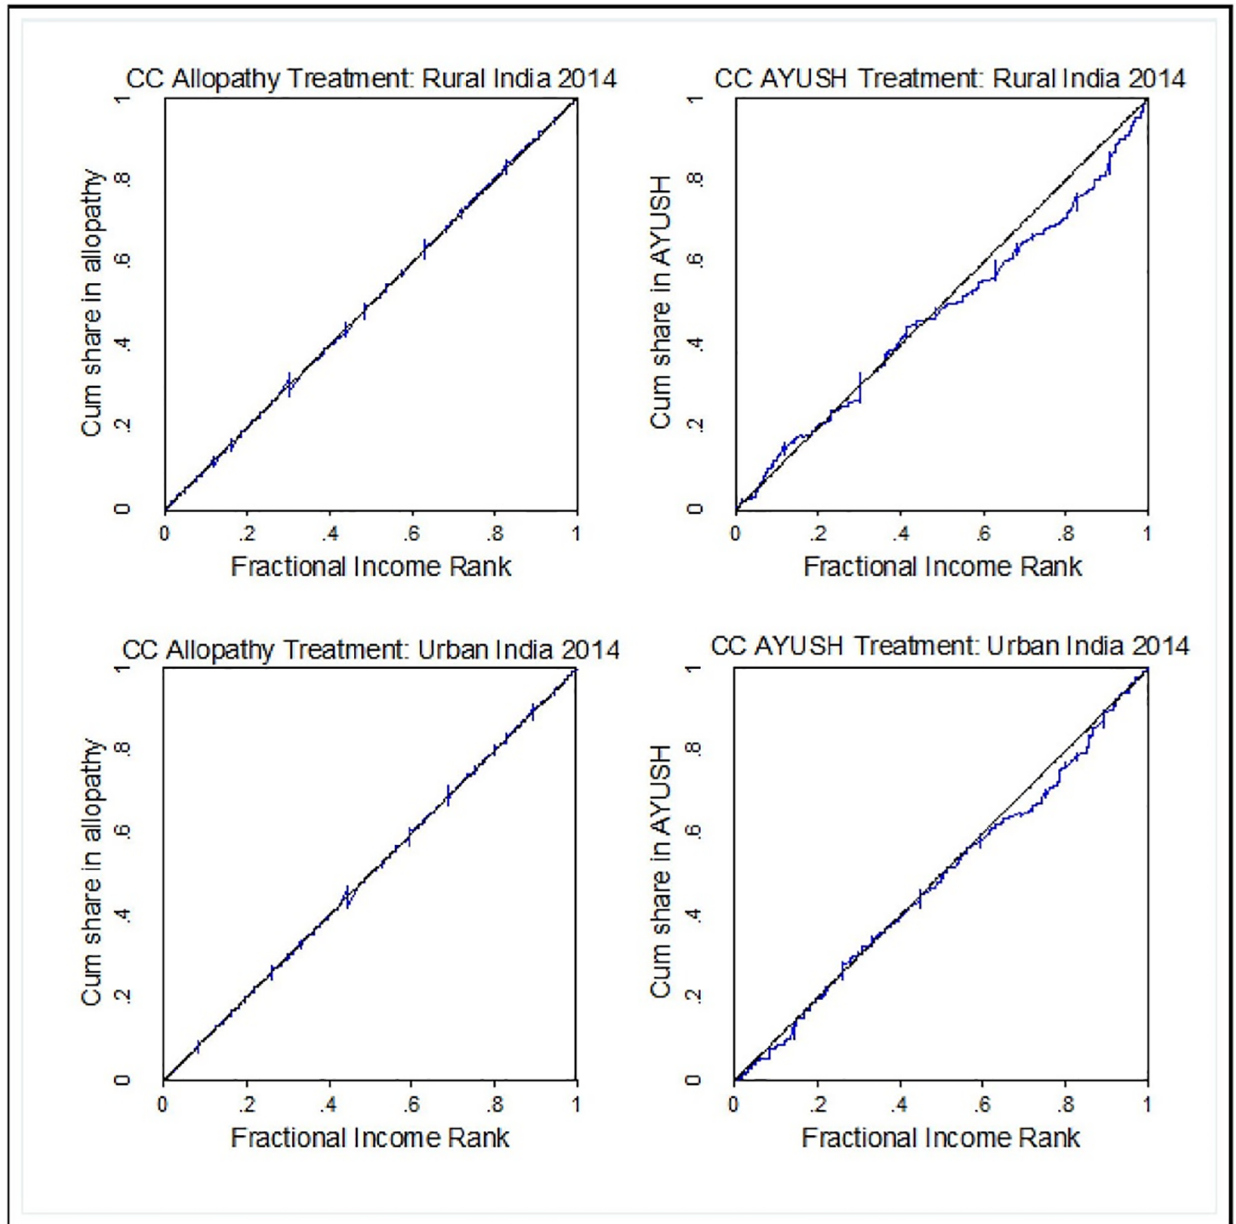 CC Allopathy Treatment: Rural India 2014
Cum share in allopathy
0 .2 .4 .6 .8 1
0 .2 .4 .6 .8 1
Fractional Income Rank
CC AYUSH Treatment: Rural India 2014
Cum share in AYUSH
0 .2 .4 .6 .8 1
0 .2 .4 .6 .8 1
Fractional Income Rank
CC Allopathy Treatment: Urban India 2014
Cum share in allopathy
0 .2 .4 .6 .8 1
0 .2 .4 .6 .8 1
Fractional Income Rank
CC AYUSH Treatment: Urban India 2014
Cum share in AYUSH
0 .2 .4 .6 .8 1
0 .2 .4 .6 .8 1
Fractional Income Rank